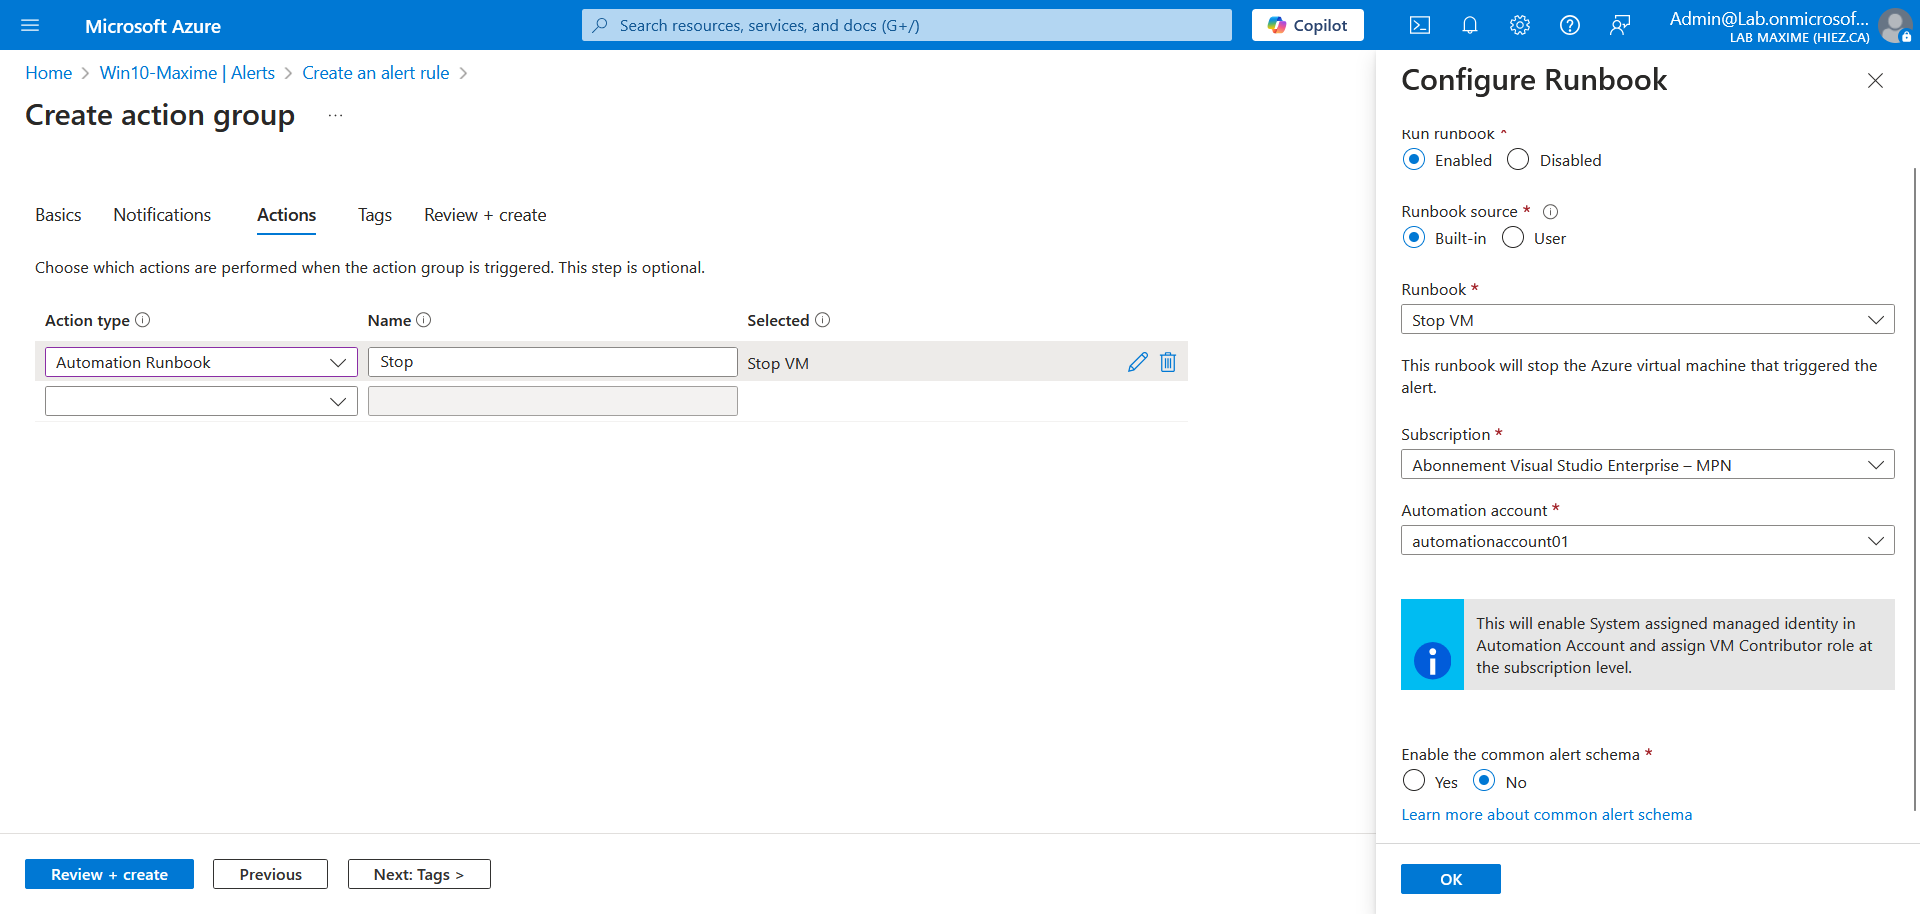 Microsoft Azure
Search resources, services, and docs (G+/)
Copilot
Admin@Lab.onmicrosof...
LAB MAXIME (HIEZ.CA)
Home > Win10-Maxime | Alerts > Create an alert rule >
Create action group ...
Basics Notifications Actions Tags Review + create
Choose which actions are performed when the action group is triggered. This step is optional.
Action type Name Selected
Automation Runbook Stop Stop VM
Review + create Previous Next: Tags >
Configure Runbook
Run runbook *
Enabled Disabled
Runbook source *
Built-in User
Runbook *
Stop VM
This runbook will stop the Azure virtual machine that triggered the
alert.
Subscription *
Abonnement Visual Studio Enterprise – MPN
Automation account *
automationaccount01
This will enable System assigned managed identity in
Automation Account and assign VM Contributor role at
the subscription level.
Enable the common alert schema *
Yes No
Learn more about common alert schema
OK